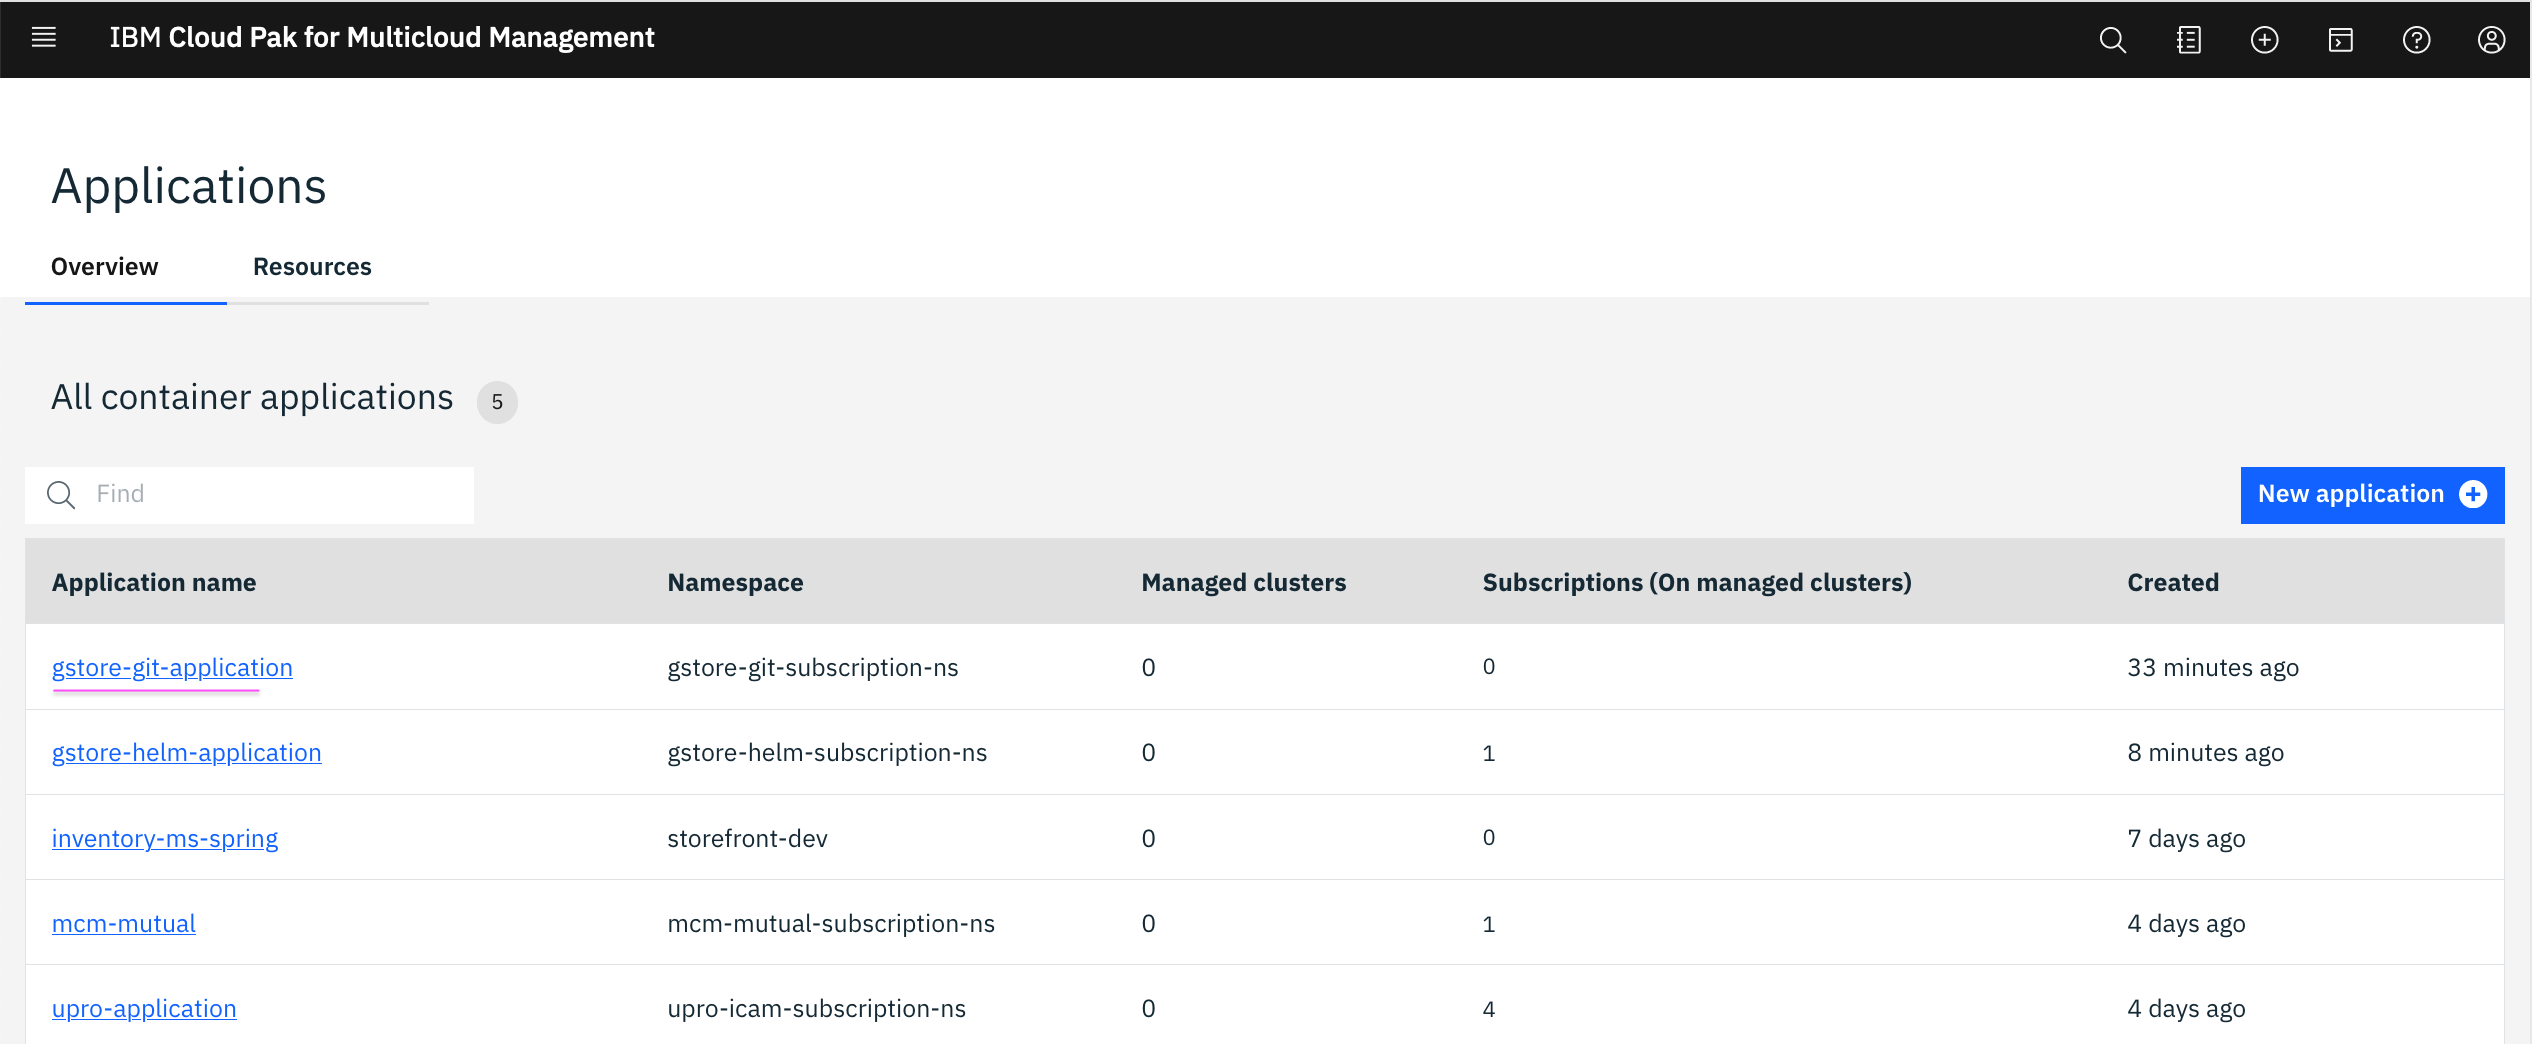 IBM Cloud Pak for Multicloud Management
Applications
Overview Resources
All container applications 5
Find
New application
Application name Namespace Managed clusters Subscriptions (On managed clusters) Created
gstore-git-application gstore-git-subscription-ns 0 0 33 minutes ago
gstore-helm-application gstore-helm-subscription-ns 0 1 8 minutes ago
inventory-ms-spring storefront-dev 0 0 7 days ago
mcm-mutual mcm-mutual-subscription-ns 0 1 4 days ago
upro-application upro-icam-subscription-ns 0 4 4 days ago